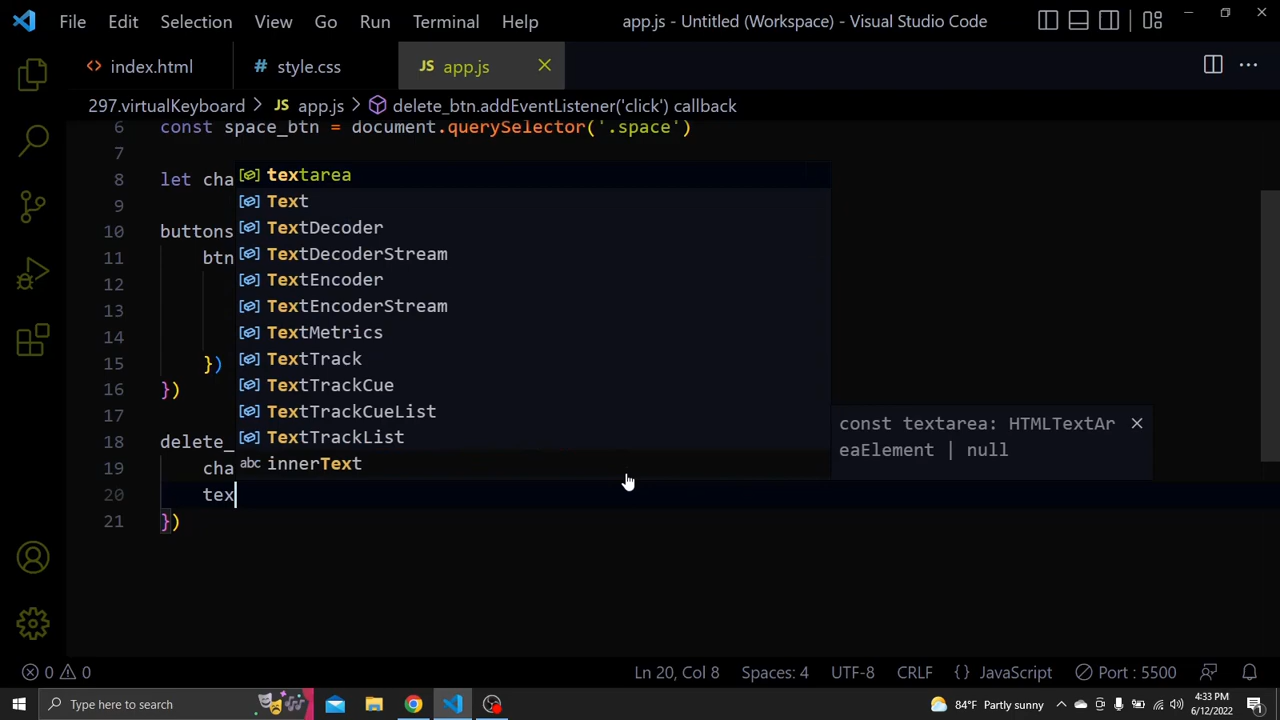 File Edit Selection View Go Run Terminal Help app.js - Untitled (Workspace) - Visual Studio Code
<> index.html # style.css JS app.js
297.virtualKeyboard > JS app.js > delete_btn.addEventListener('click') callback
6 const space_btn = document.querySelector('.space')
7
8 let cha
9
10 buttons
11 btn
12
13
14
15 })
16 })
17
18 delete_
19 cha
20 tex
21 })
textarea
Text
TextDecoder
TextDecoderStream
TextEncoder
TextEncoderStream
TextMetrics
TextTrack
TextTrackCue
TextTrackCueList
TextTrackList
abc innerText
const textarea: HTMLTextAr
eaElement | null
0 0 Ln 20, Col 8 Spaces: 4 UTF-8 CRLF {} JavaScript Port : 5500
Type here to search 84°F Partly sunny 4:33 PM
6/12/2022 1